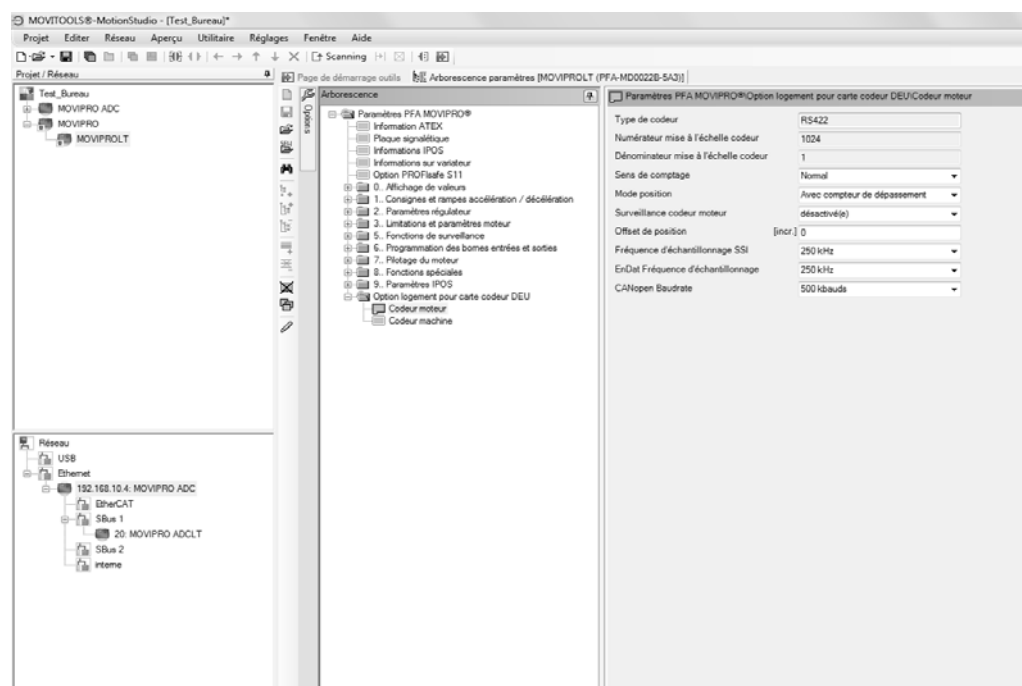 MOVITOOLS®-MotionStudio - [Test_Bureau]*
Projet Editer Réseau Aperçu Utilitaire Réglages Fenêtre Aide
Scanning
Projet / Réseau
Test_Bureau
MOVIPRO ADC
MOVIPRO
MOVIPROLT
Réseau
USB
Ethernet
192.168.10.4: MOVIPRO ADC
EtherCAT
SBus 1
20: MOVIPRO ADCLT
SBus 2
interne
Page de démarrage outils Arborescence paramètres [MOVIPROLT (PFA-MD0022B-5A3)]
Options
Arborescence
Paramètres PFA MOVIPRO®
Information ATEX
Plaque signalétique
Informations IPOS
Informations sur variateur
Option PROFIsafe S11
0.. Affichage de valeurs
1.. Consignes et rampes accélération / décélération
2.. Paramètres régulateur
3.. Limitations et paramètres moteur
5.. Fonctions de surveillance
6.. Programmation des bornes entrées et sorties
7.. Pilotage du moteur
8.. Fonctions spéciales
9.. Paramètres IPOS
Option logement pour carte codeur DEU
Codeur moteur
Codeur machine
Paramètres PFA MOVIPRO®\Option logement pour carte codeur DEU\Codeur moteur
Type de codeur RS422
Numérateur mise à l'échelle codeur 1024
Dénominateur mise à l'échelle codeur 1
Sens de comptage Normal
Mode position Avec compteur de dépassement
Surveillance codeur moteur désactivé(e)
Offset de position [incr.] 0
Fréquence d'échantillonnage SSI 250 kHz
EnDat Fréquence d'échantillonnage 250 kHz
CANopen Baudrate 500 kbauds